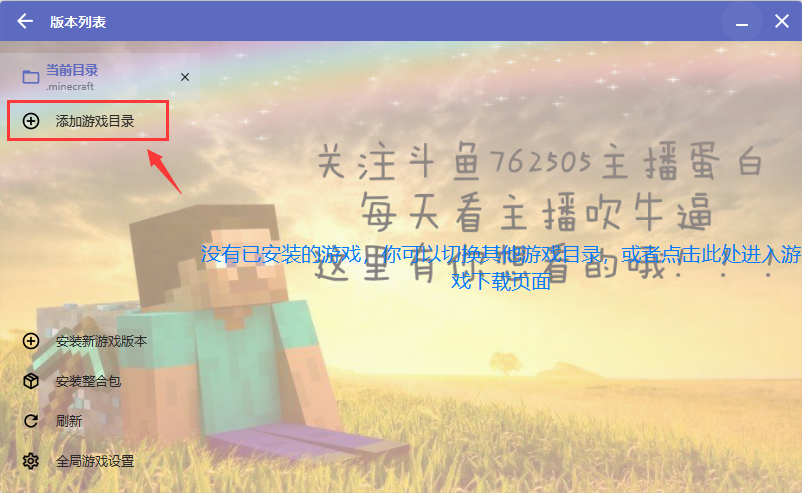 版本列表
当前目录
.minecraft
添加游戏目录
关注斗鱼762505主播蛋白
每天看主播吹牛逼
没有已安装的游戏，你可以切换其他游戏目录，或者点击此处进入游
戏下载页面
这里有你想看的哦！！！
安装新游戏版本
安装整合包
刷新
全局游戏设置